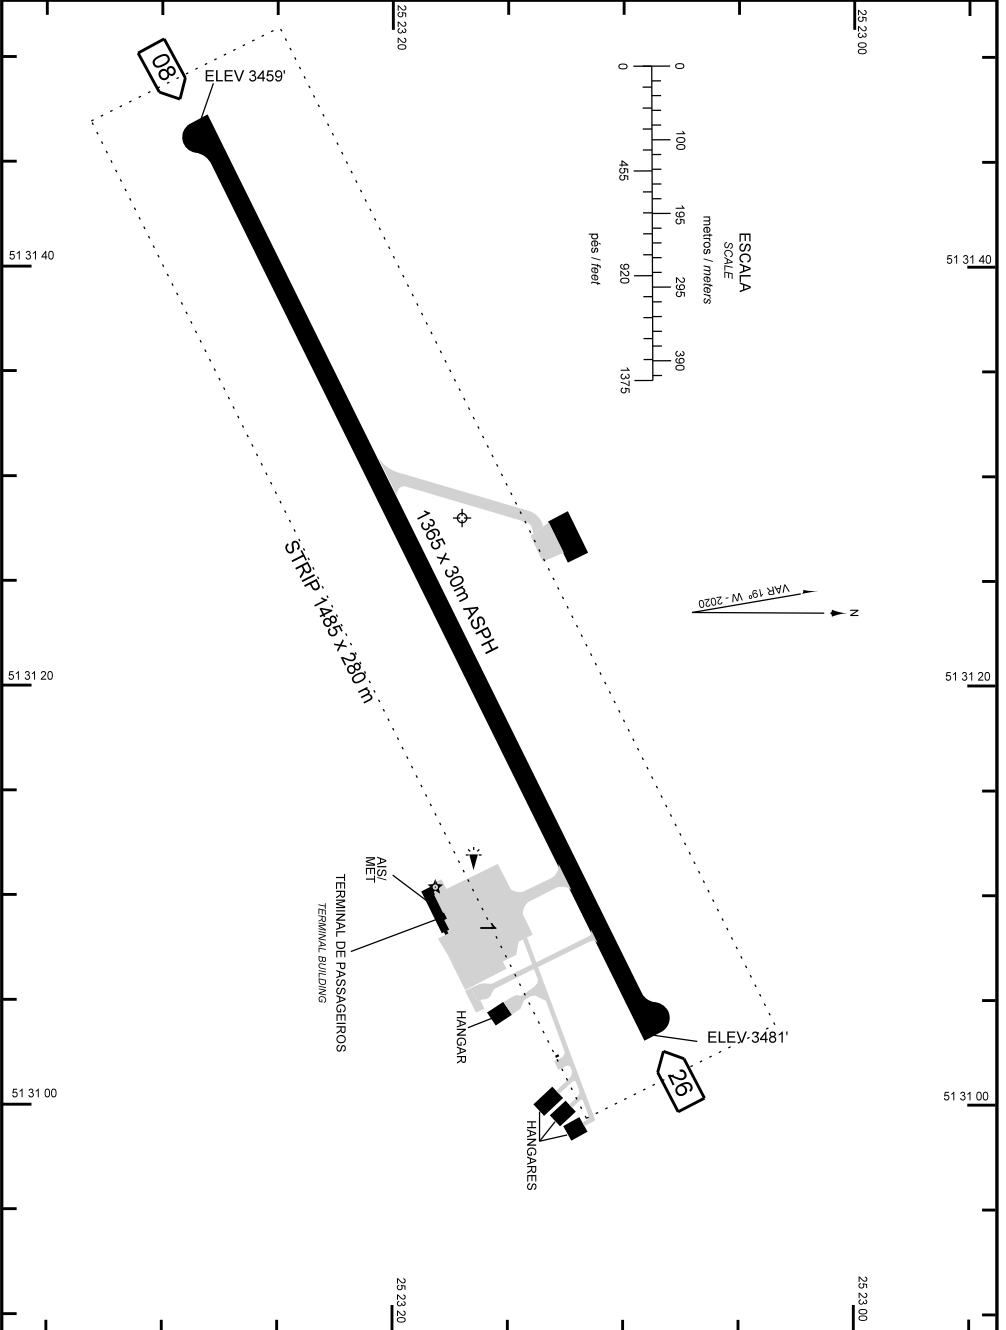 25 23 20
25 23 00
08
ELEV 3459'
0
100
195
295
390
0
455
920
1375
metros / meters
pés / feet
ESCALA
SCALE
51 31 40
51 31 40
1365 x 30m ASPH
STRIP 1485 x 280 m
VAR 19° W - 2020
N
51 31 20
51 31 20
AIS/
MET
TERMINAL DE PASSAGEIROS
TERMINAL BUILDING
1
HANGAR
ELEV 3481'
26
HANGARES
51 31 00
51 31 00
25 23 20
25 23 00